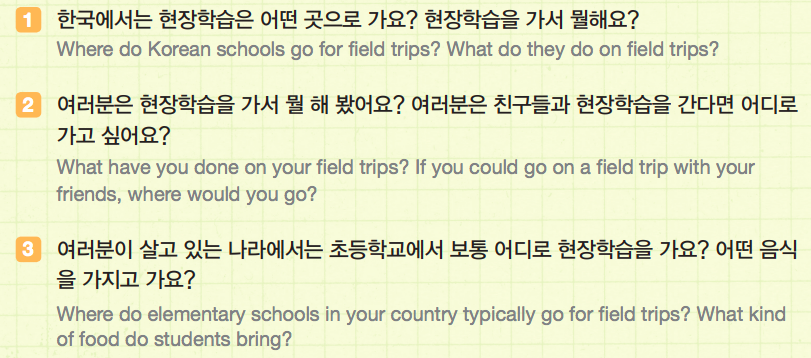 1 한국에서는 현장학습은 어떤 곳으로 가요? 현장학습을 가서 뭘해요?
Where do Korean schools go for field trips? What do they do on field trips?
2 여러분은 현장학습을 가서 뭘 해 봤어요? 여러분은 친구들과 현장학습을 간다면 어디로
가고 싶어요?
What have you done on your field trips? If you could go on a field trip with your
friends, where would you go?
3 여러분이 살고 있는 나라에서는 초등학교에서 보통 어디로 현장학습을 가요? 어떤 음식
을 가지고 가요?
Where do elementary schools in your country typically go for field trips? What kind
of food do students bring?